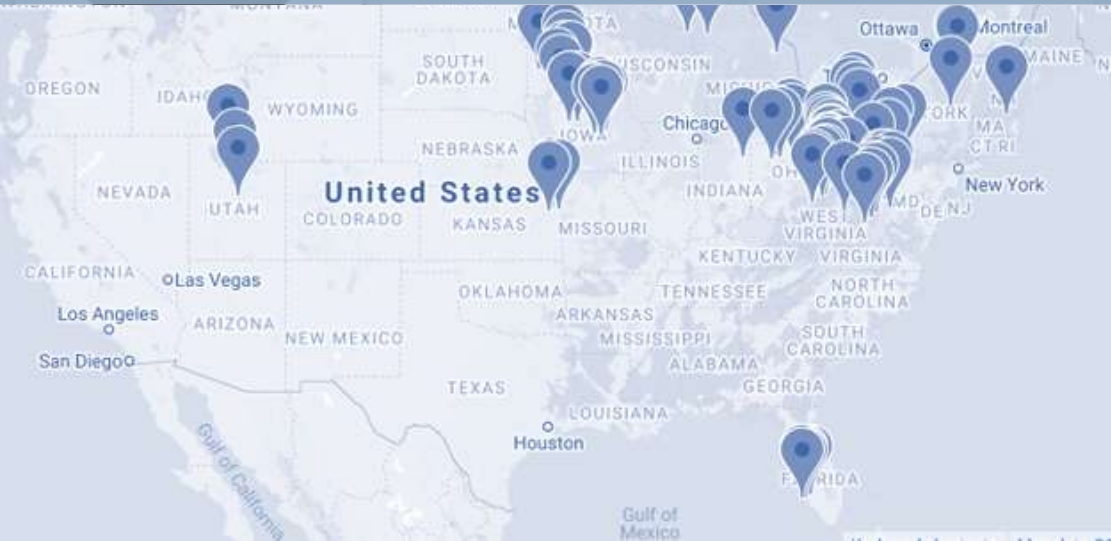 MONTANA
Ottawa
Montreal
MAINE
OREGON
SOUTH
DAKOTA
WISCONSIN
WYOMING
Chicago
IOWA
NEBRASKA
MA
CT RI
ILLINOIS
NEVADA
UTAH
United States
INDIANA
New York
MD
DE
NJ
COLORADO
KANSAS
MISSOURI
WEST
VIRGINIA
KENTUCKY
VIRGINIA
CALIFORNIA
Las Vegas
OKLAHOMA
TENNESSEE
NORTH
CAROLINA
Los Angeles
ARIZONA
NEW MEXICO
ARKANSAS
MISSISSIPPI
SOUTH
CAROLINA
San Diego
ALABAMA
TEXAS
GEORGIA
LOUISIANA
Houston
Gulf of California
FLORIDA
Gulf of
Mexico